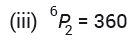 (iii) ⁶P₂ = 360